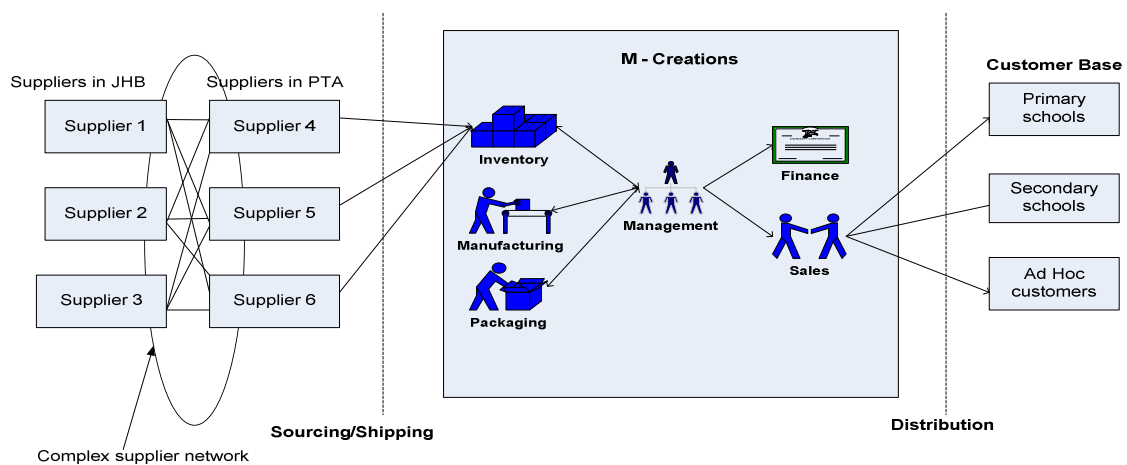 Suppliers in JHB
Suppliers in PTA
Supplier 1
Supplier 2
Supplier 3
Supplier 4
Supplier 5
Supplier 6
Complex supplier network
Sourcing/Shipping
M - Creations
Inventory
Manufacturing
Packaging
Management
Finance
Sales
Distribution
Customer Base
Primary
schools
Secondary
schools
Ad Hoc
customers